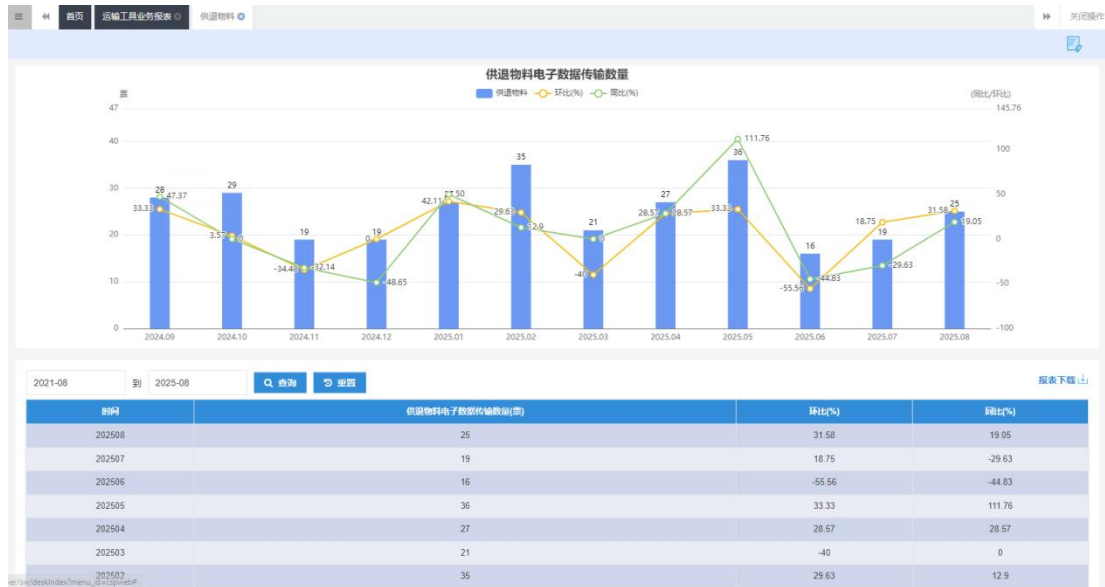 首页 运输工具业务报表 供退物料 关闭操作
供退物料电子数据传输数量
供退物料 环比(%) 同比(%)
票 (同比/环比)
47 145.76
40 100
30 50
20 0
10 -50
0 -100
28 29 19 19 35 21 27 36 16 19 25
33.33 3.57 -34.48 0 42.11 29.63 -40 28.57 33.33 -55.56 18.75 31.58
47.37 0 -32.14 -48.65 12.9 0 28.57 111.76 -44.83 -29.63 19.05
2024.09 2024.10 2024.11 2024.12 2025.01 2025.02 2025.03 2025.04 2025.05 2025.06 2025.07 2025.08
2021-08 到 2025-08 查询 重置 报表下载
时间 供退物料电子数据传输数量(票) 环比(%) 同比(%)
202508 25 31.58 19.05
202507 19 18.75 -29.63
202506 16 -55.56 -44.83
202505 36 33.33 111.76
202504 27 28.57 28.57
202503 21 -40 0
202502 35 29.63 12.9
er/sw/deskIndex?menu_id=cspweb#